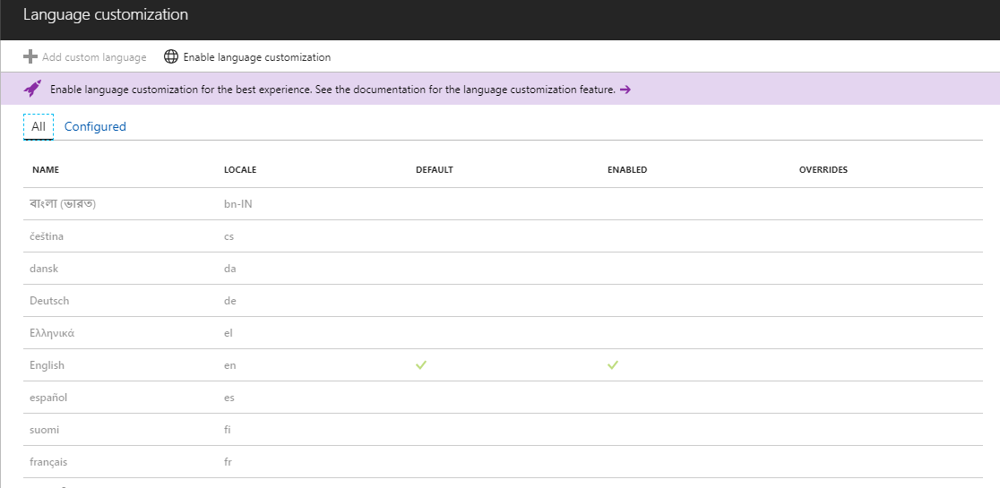 Language customization
Add custom language Enable language customization
Enable language customization for the best experience. See the documentation for the language customization feature.
All Configured
NAME LOCALE DEFAULT ENABLED OVERRIDES
বাংলা (ভারত) bn-IN
čeština cs
dansk da
Deutsch de
Ελληνικά el
English en
español es
suomi fi
français fr